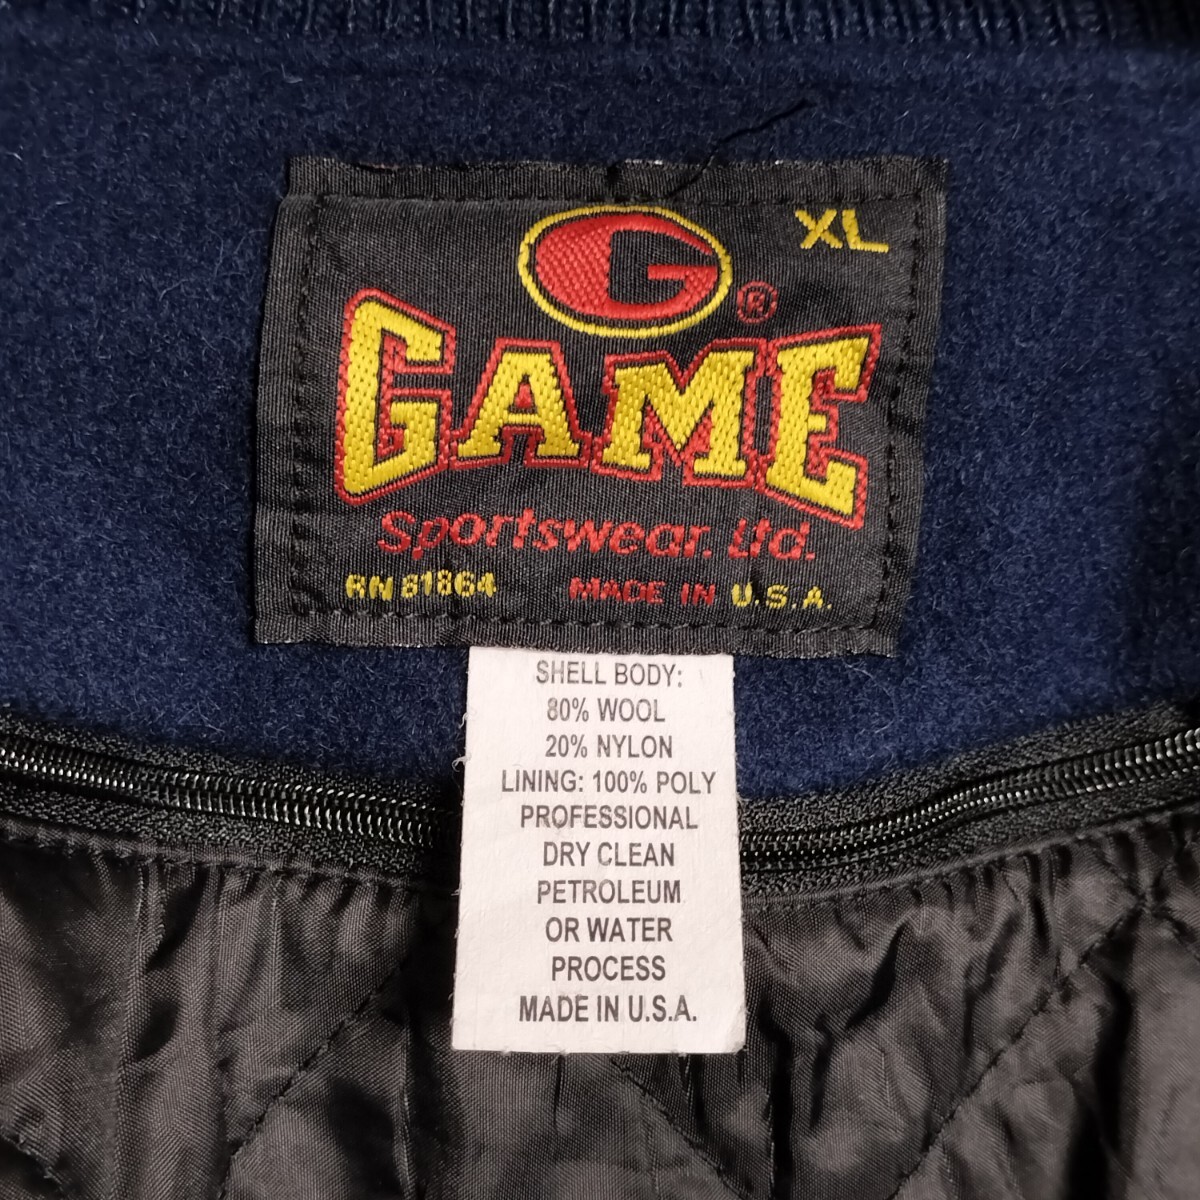 XL
G ®
GAME
Sportswear. Ltd.
RN 81864 MADE IN U.S.A.
SHELL BODY:
80% WOOL
20% NYLON
LINING: 100% POLY
PROFESSIONAL
DRY CLEAN
PETROLEUM
OR WATER
PROCESS
MADE IN U.S.A.